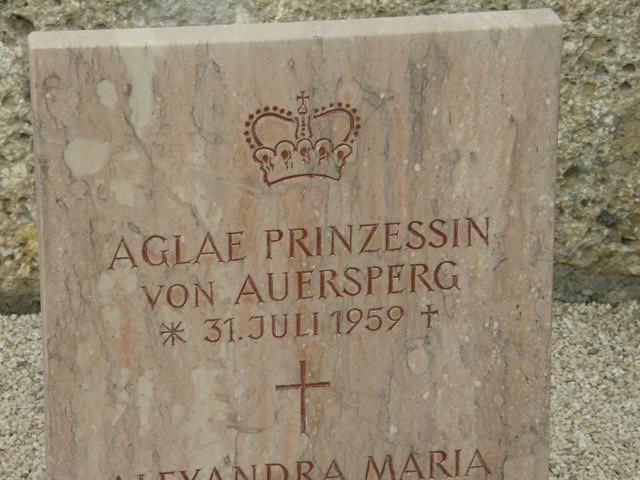 AGLAE PRINZESSIN
VON AUERSPERG
* 31. JULI 1959 †
ALEXANDRA MARIA